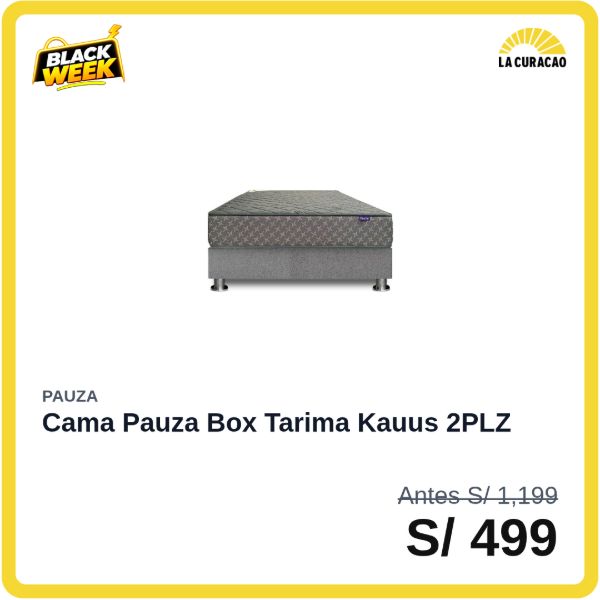 BLACK
WEEK
LA CURACAO
PAUZA
Cama Pauza Box Tarima Kauus 2PLZ
Antes S/ 1,199
S/ 499